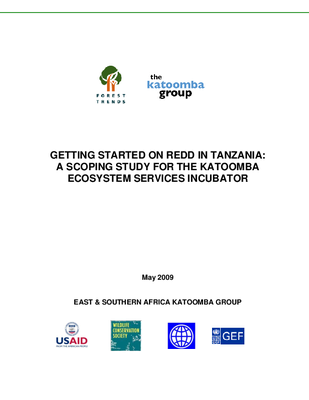 FOREST
TRENDS
the
katoomba
group
GETTING STARTED ON REDD IN TANZANIA:
A SCOPING STUDY FOR THE KATOOMBA
ECOSYSTEM SERVICES INCUBATOR
May 2009
EAST & SOUTHERN AFRICA KATOOMBA GROUP
USAID
FROM THE AMERICAN PEOPLE
WILDLIFE
CONSERVATION
SOCIETY
GEF